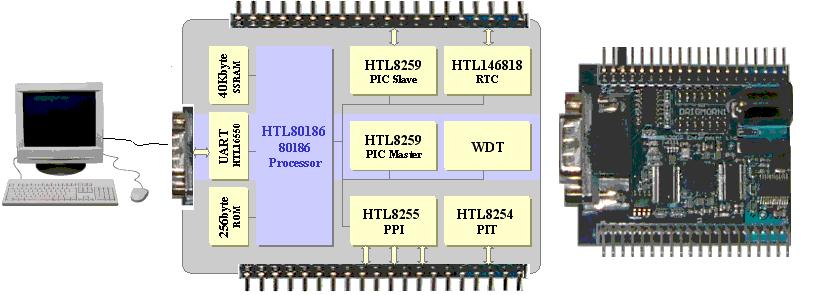 40Kbyte
SSRAM
UART
HTL16550
256byte
ROM
HTL80186
80186
Processor
HTL8259
PIC Slave
HTL146818
RTC
HTL8259
PIC Master
WDT
HTL8255
PPI
HTL8254
PIT
DRIGMORN1